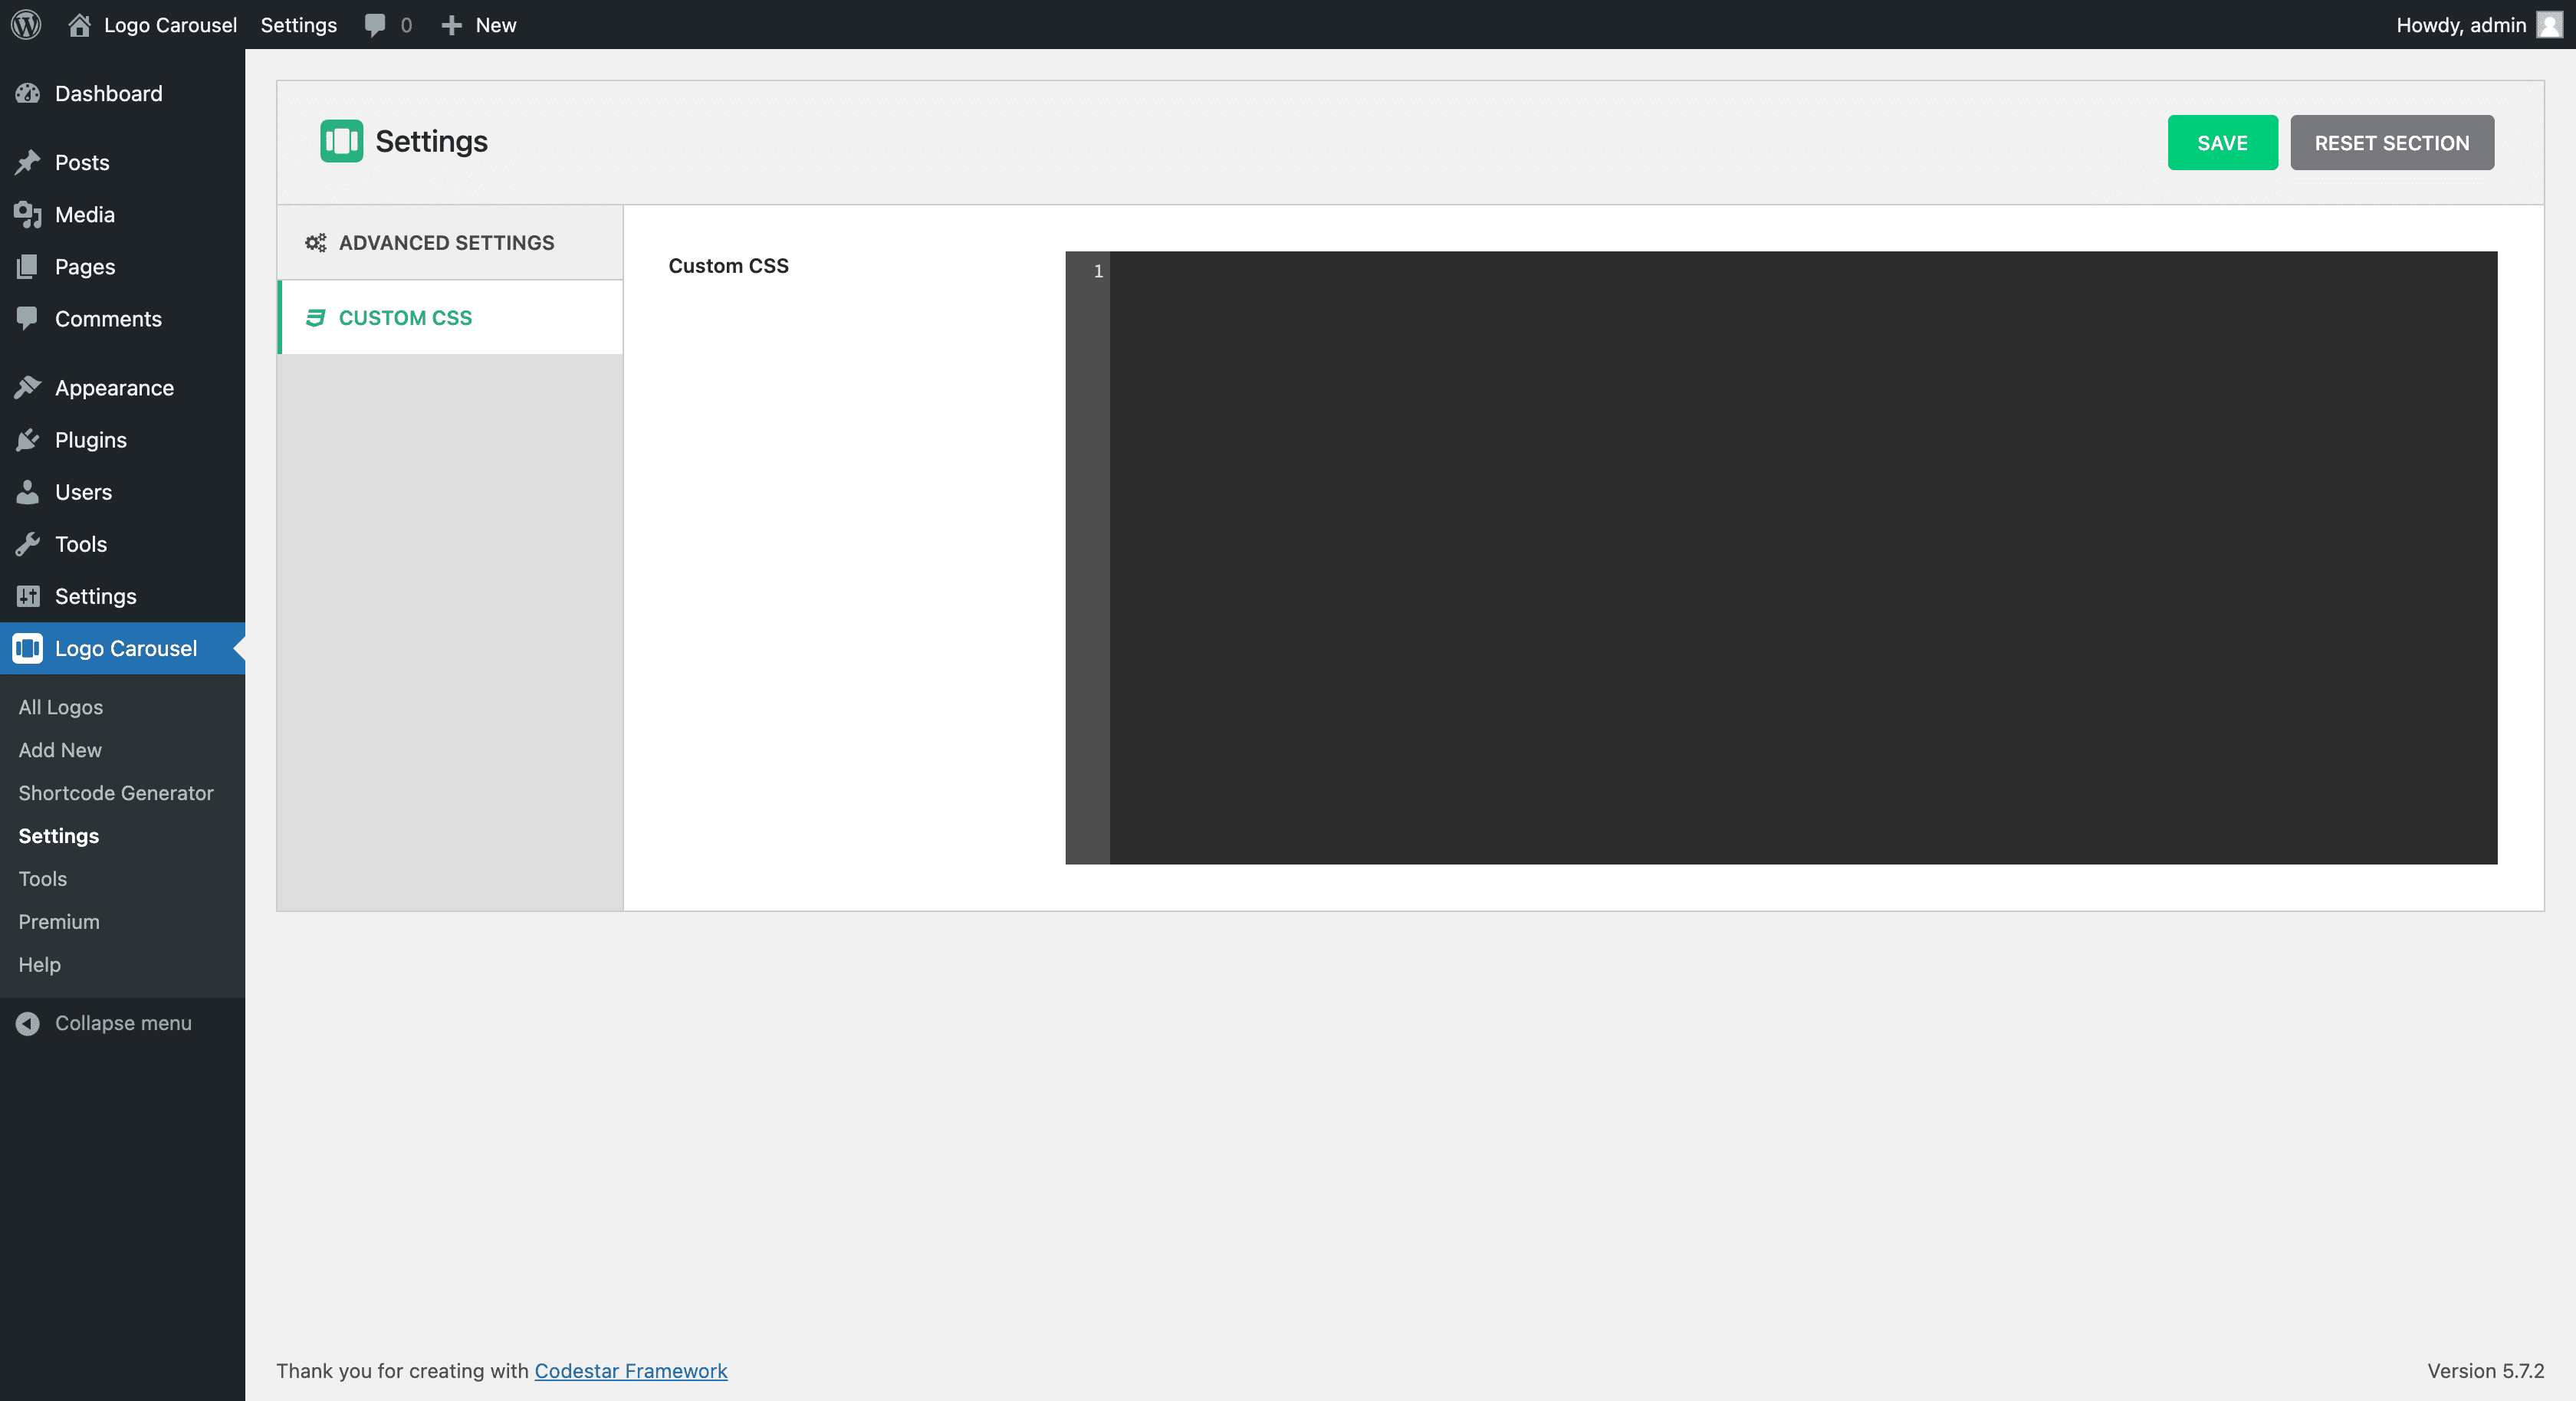 Logo Carousel Settings 0 New Howdy, admin
Dashboard
Posts
Media
Pages
Comments
Appearance
Plugins
Users
Tools
Settings
Logo Carousel
All Logos
Add New
Shortcode Generator
Settings
Tools
Premium
Help
Collapse menu
Settings
SAVE RESET SECTION
ADVANCED SETTINGS
CUSTOM CSS
Custom CSS
1
Thank you for creating with Codestar Framework
Version 5.7.2